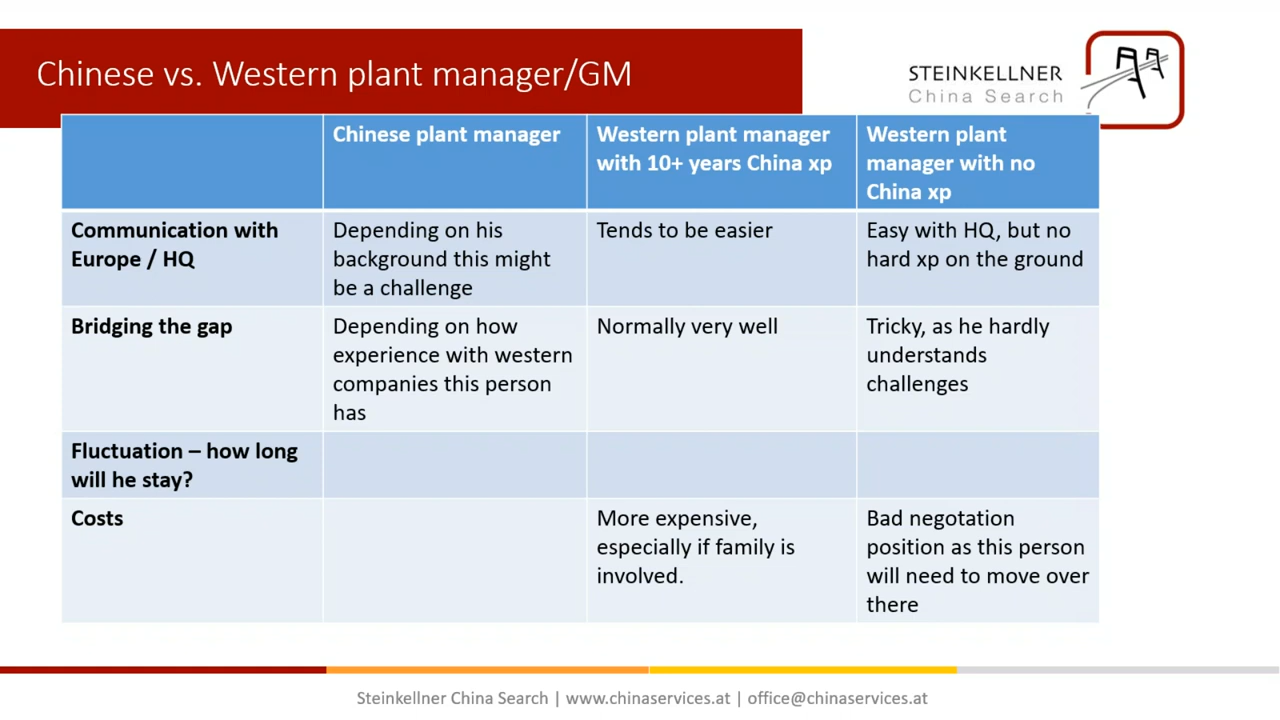 Chinese vs. Western plant manager/GM
STEINKELLNER
China Search
Chinese plant manager
Western plant manager
with 10+ years China xp
Western plant
manager with no
China xp
Communication with
Europe / HQ
Depending on his
background this might
be a challenge
Tends to be easier
Easy with HQ, but no
hard xp on the ground
Bridging the gap
Depending on how
experience with western
companies this person
has
Normally very well
Tricky, as he hardly
understands
challenges
Fluctuation – how long
will he stay?
Costs
More expensive,
especially if family is
involved.
Bad negotation
position as this person
will need to move over
there
Steinkellner China Search | www.chinaservices.at | office@chinaservices.at